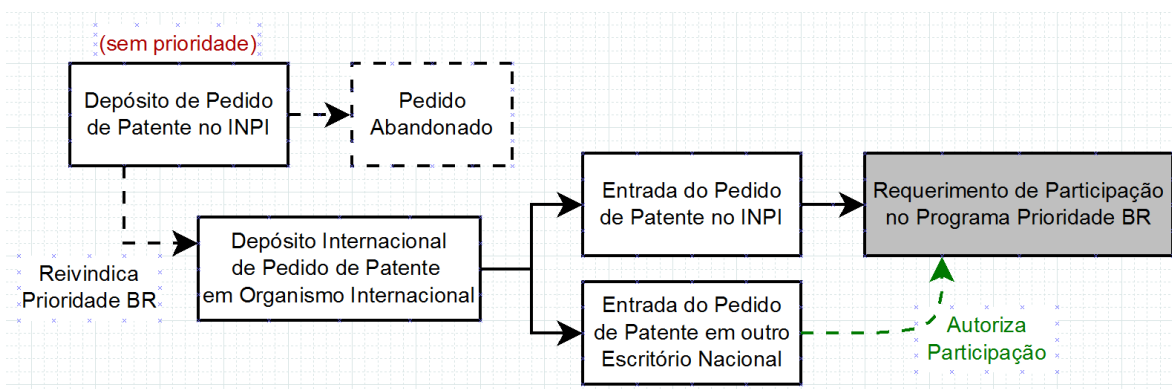 (sem prioridade)
Depósito de Pedido
de Patente no INPI
Pedido
Abandonado
Reivindica
Prioridade BR
Depósito Internacional
de Pedido de Patente
em Organismo Internacional
Entrada do Pedido
de Patente no INPI
Requerimento de Participação
no Programa Prioridade BR
Entrada do Pedido
de Patente em outro
Escritório Nacional
Autoriza
Participação